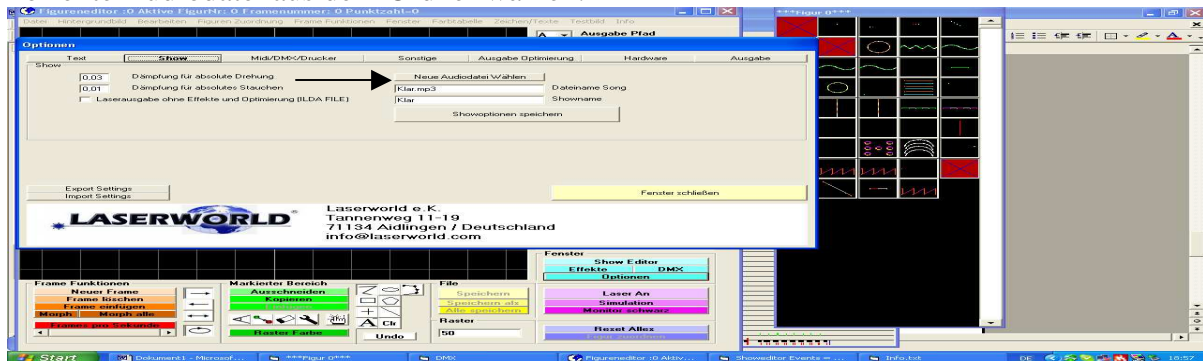 Figureneditor :0 Aktive FigurNr: 0 Framenummer: 0 Punktzahl=0
***Figur 0***
Datei Hintergrundbild Bearbeiten Figuren Zuordnung Frame Funktionen Fenster Farbtabelle Zeichen/Texte Testbild Info
A Ausgabe Pfad
Optionen
Text Show Midi/DMX/Drucker Sonstige Ausgabe Optimierung Hardware Ausgabe
Show
0,03 Dämpfung für absolute Drehung Neue Audiodatei Wählen
0,01 Dämpfung für absolutes Stauchen Klar.mp3 Dateiname Song
Laserausgabe ohne Effekte und Optimierung (ILDA FILE) Klar Showname
Showoptionen speichern
Export Settings
Import Settings
Fenster schließen
LASERWORLD
Laserworld e.K.
Tannenweg 11-19
71134 Aidlingen / Deutschland
info@laserworld.com
Fenster
Show Editor
Effekte DMX
Optionen
Frame Funktionen Markierter Bereich File
Neuer Frame Ausschneiden Speichern Laser An
Frame löschen Kopieren Speichern als Simulation
Frame einfügen Alle speichern Monitor schwarz
Morph Morph alle
Frames pro Sekunde A Clr Raster
Raster Farbe Undo 50 Reset Alles
Start Dokument1 - Microsof... ***Figur 0*** DMX Figureneditor :0 Aktiv... Showeditor Events = ... Info.txt DE 18:57